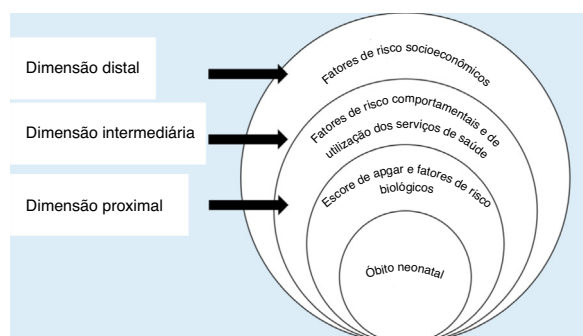 Dimensão distal
Dimensão intermediária
Dimensão proximal
Fatores de risco socioeconômicos
Fatores de risco comportamentais e de
utilização dos serviços de saúde
Escore de apgar e fatores de risco
biológicos
Óbito neonatal